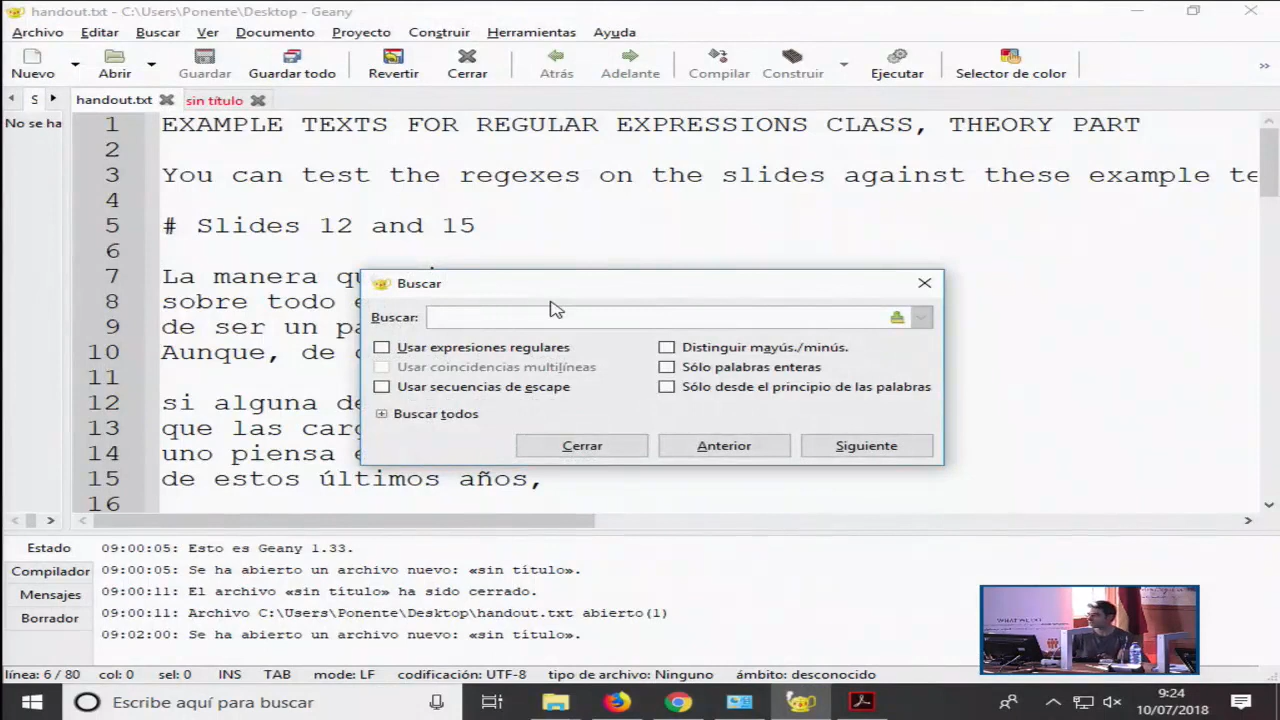 handout.txt - C:\Users\Ponente\Desktop - Geany
Archivo Editar Buscar Ver Documento Proyecto Construir Herramientas Ayuda
Nuevo Abrir Guardar Guardar todo Revertir Cerrar Atrás Adelante Compilar Construir Ejecutar Selector de color
S handout.txt sin título
No se ha
1 EXAMPLE TEXTS FOR REGULAR EXPRESSIONS CLASS, THEORY PART
2
3 You can test the regexes on the slides against these example te
4
5 # Slides 12 and 15
6
7 La manera qu
8 sobre todo e
9 de ser un pa
10 Aunque, de c
11
12 si alguna de
13 que las carg
14 uno piensa e
15 de estos últimos años,
16
Buscar
Buscar:
Usar expresiones regulares
Distinguir mayús./minús.
Usar coincidencias multilíneas
Sólo palabras enteras
Usar secuencias de escape
Sólo desde el principio de las palabras
Buscar todos
Cerrar Anterior Siguiente
Estado
Compilador
Mensajes
Borrador
09:00:05: Esto es Geany 1.33.
09:00:05: Se ha abierto un archivo nuevo: «sin título».
09:00:11: El archivo «sin título» ha sido cerrado.
09:00:11: Archivo C:\Users\Ponente\Desktop\handout.txt abierto(1)
09:02:00: Se ha abierto un archivo nuevo: «sin título».
línea: 6 / 80 col: 0 sel: 0 INS TAB mode: LF codificación: UTF-8 tipo de archivo: Ninguno ámbito: desconocido
Escribe aquí para buscar
9:24
10/07/2018